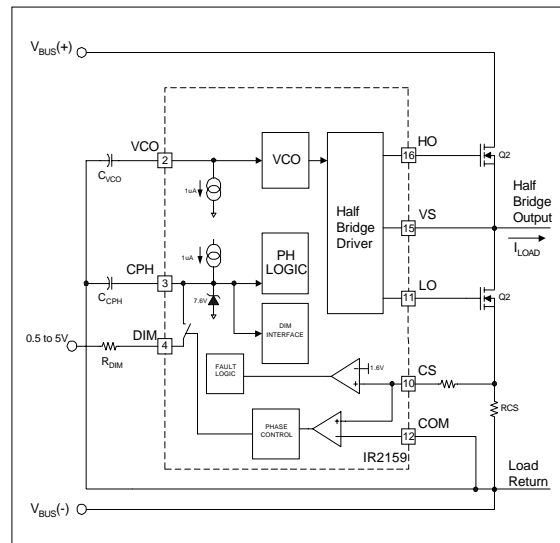 VBUS(+)
VCO
2
CVCO
1uA
VCO
HO
16
Q2
Half
Bridge
Driver
VS
15
Half
Bridge
Output
ILOAD
CPH
3
CCPH
1uA
7.6V
PH
LOGIC
LO
11
Q2
DIM
INTERFACE
0.5 to 5V
RDIM
DIM
4
FAULT
LOGIC
1.6V
CS
10
RCS
PHASE
CONTROL
COM
12
IR2159
Load
Return
VBUS(-)